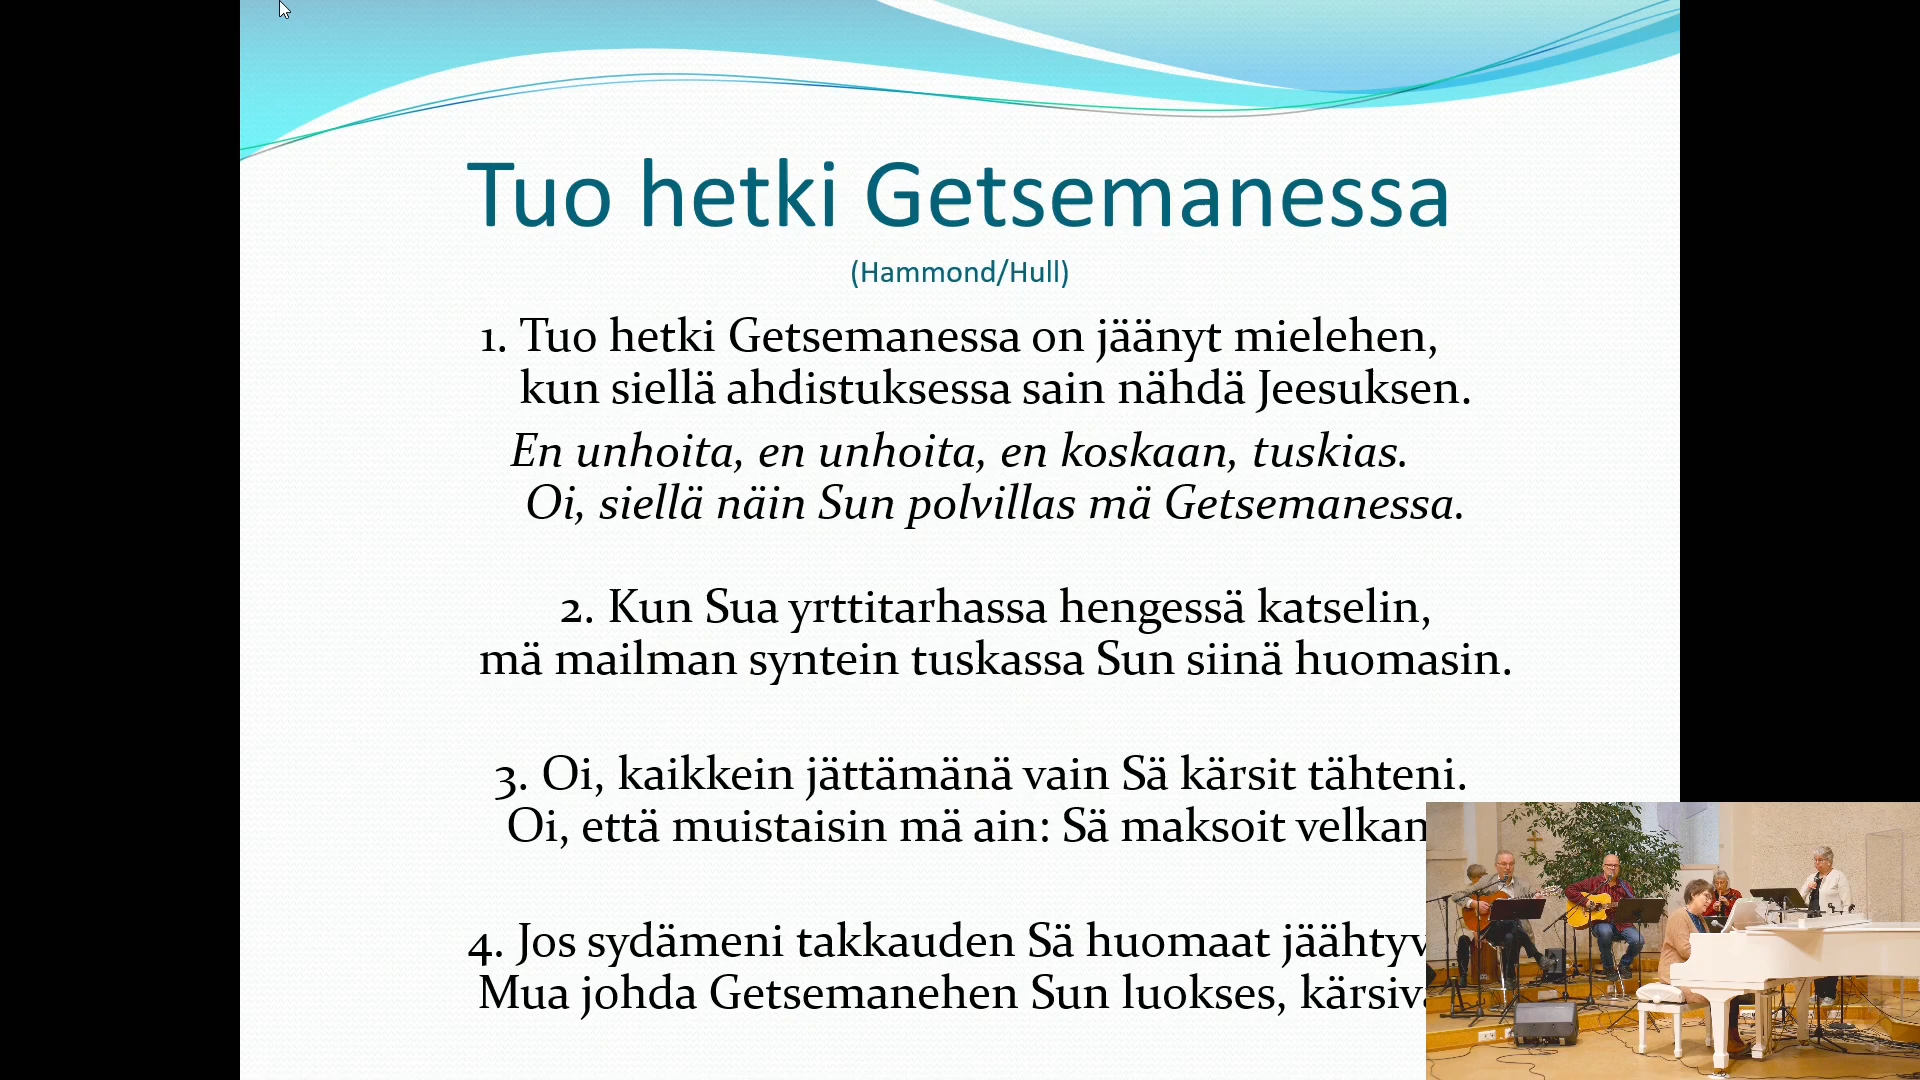 Tuo hetki Getsemanessa
(Hammond/Hull)
1. Tuo hetki Getsemanessa on jäänyt mielehen,
kun siellä ahdistuksessa sain nähdä Jeesuksen.
En unhoita, en unhoita, en koskaan, tuskias.
Oi, siellä näin Sun polvillas mä Getsemanessa.
2. Kun Sua yrttitarhassa hengessä katselin,
mä mailman syntein tuskassa Sun siinä huomasin.
3. Oi, kaikkein jättämänä vain Sä kärsit tähteni.
Oi, että muistaisin mä ain: Sä maksoit
4. Jos sydämeni takkauden Sä huomaat
Mua johda Getsemanehen Sun luokses,